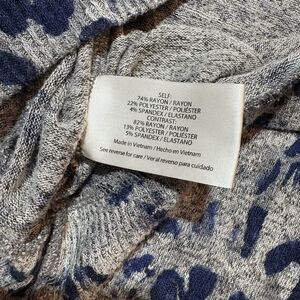 SELF:
74% RAYON / RAYON
22% POLYESTER / POLIÉSTER
4% SPANDEX / ELASTANO
CONTRAST:
82% RAYON / RAYON
13% POLYESTER / POLIÉSTER
5% SPANDEX / ELASTANO
Made in Vietnam / Hecho en Vietnam
See reverse for care / Ver al reverso para cuidado